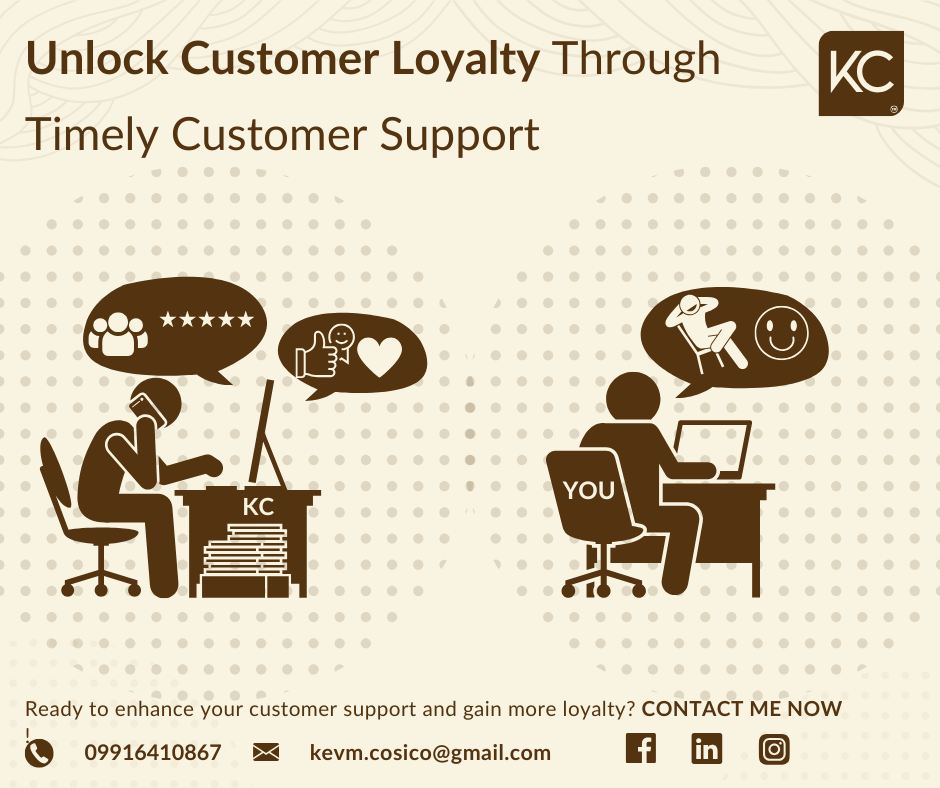 Unlock Customer Loyalty Through
KC
Timely Customer Support
KC
YOU
Ready to enhance your customer support and gain more loyalty? CONTACT ME NOW
!
09916410867 kevm.cosico@gmail.com